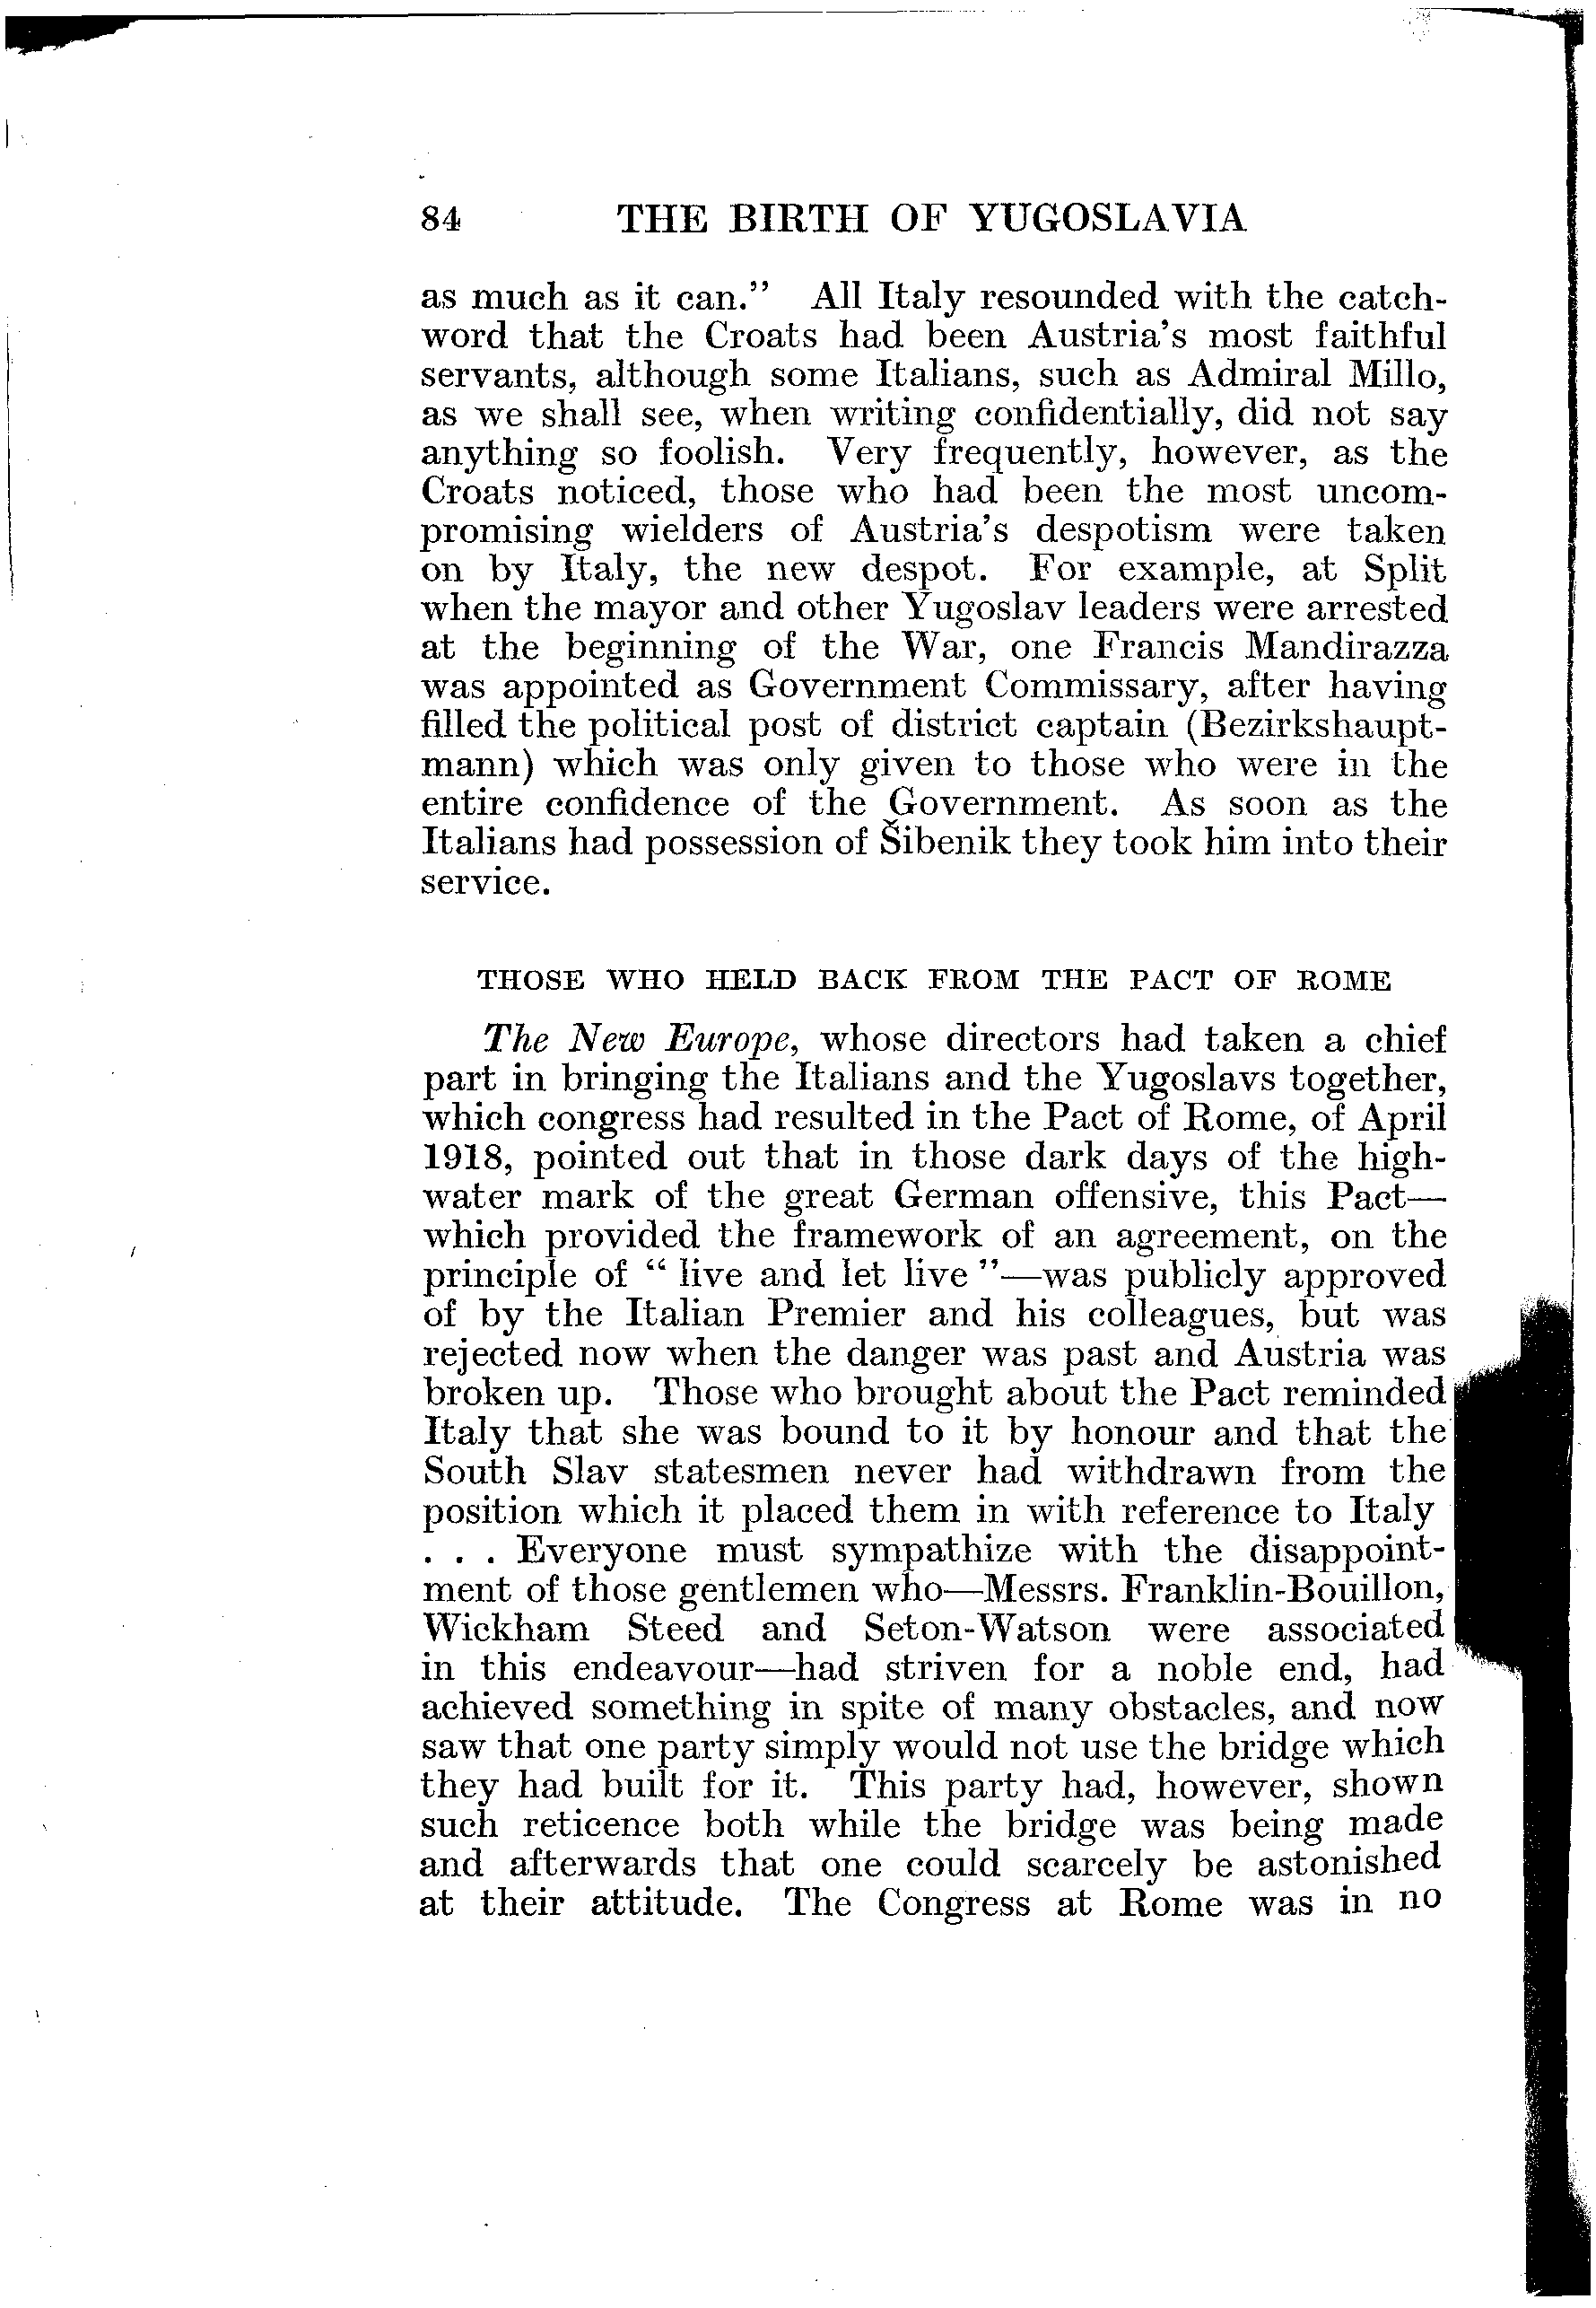 84 THE BIRTH OF YUGOSLAVIA
as much as it can." All Italy resounded with the catch-
word that the Croats had been Austria's most faithful
servants, although some Italians, such as Admiral Millo,
as we shall see, when writing confidentially, did not say
anything so foolish. Very frequently, however, as the
Croats noticed, those who had been the most uncom-
promising wielders of Austria's despotism were taken
on by Italy, the new despot. For example, at Split
when the mayor and other Yugoslav leaders were arrested
at the beginning of the War, one Francis Mandirazza
was appointed as Government Commissary, after having
filled the political post of district captain (Bezirkshaupt-
mann) which was only given to those who were in the
entire confidence of the Government. As soon as the
Italians had possession of Šibenik they took him into their
service.
THOSE WHO HELD BACK FROM THE PACT OF ROME
The New Europe, whose directors had taken a chief
part in bringing the Italians and the Yugoslavs together,
which congress had resulted in the Pact of Rome, of April
1918, pointed out that in those dark days of the high-
water mark of the great German offensive, this Pact—
which provided the framework of an agreement, on the
principle of " live and let live "—was publicly approved
of by the Italian Premier and his colleagues, but was
rejected now when the danger was past and Austria was
broken up. Those who brought about the Pact reminded
Italy that she was bound to it by honour and that the
South Slav statesmen never had withdrawn from the
position which it placed them in with reference to Italy
. . . Everyone must sympathize with the disappoint-
ment of those gentlemen who—Messrs. Franklin-Bouillon,
Wickham Steed and Seton-Watson were associated
in this endeavour—had striven for a noble end, had
achieved something in spite of many obstacles, and now
saw that one party simply would not use the bridge which
they had built for it. This party had, however, shown
such reticence both while the bridge was being made
and afterwards that one could scarcely be astonished
at their attitude. The Congress at Rome was in no